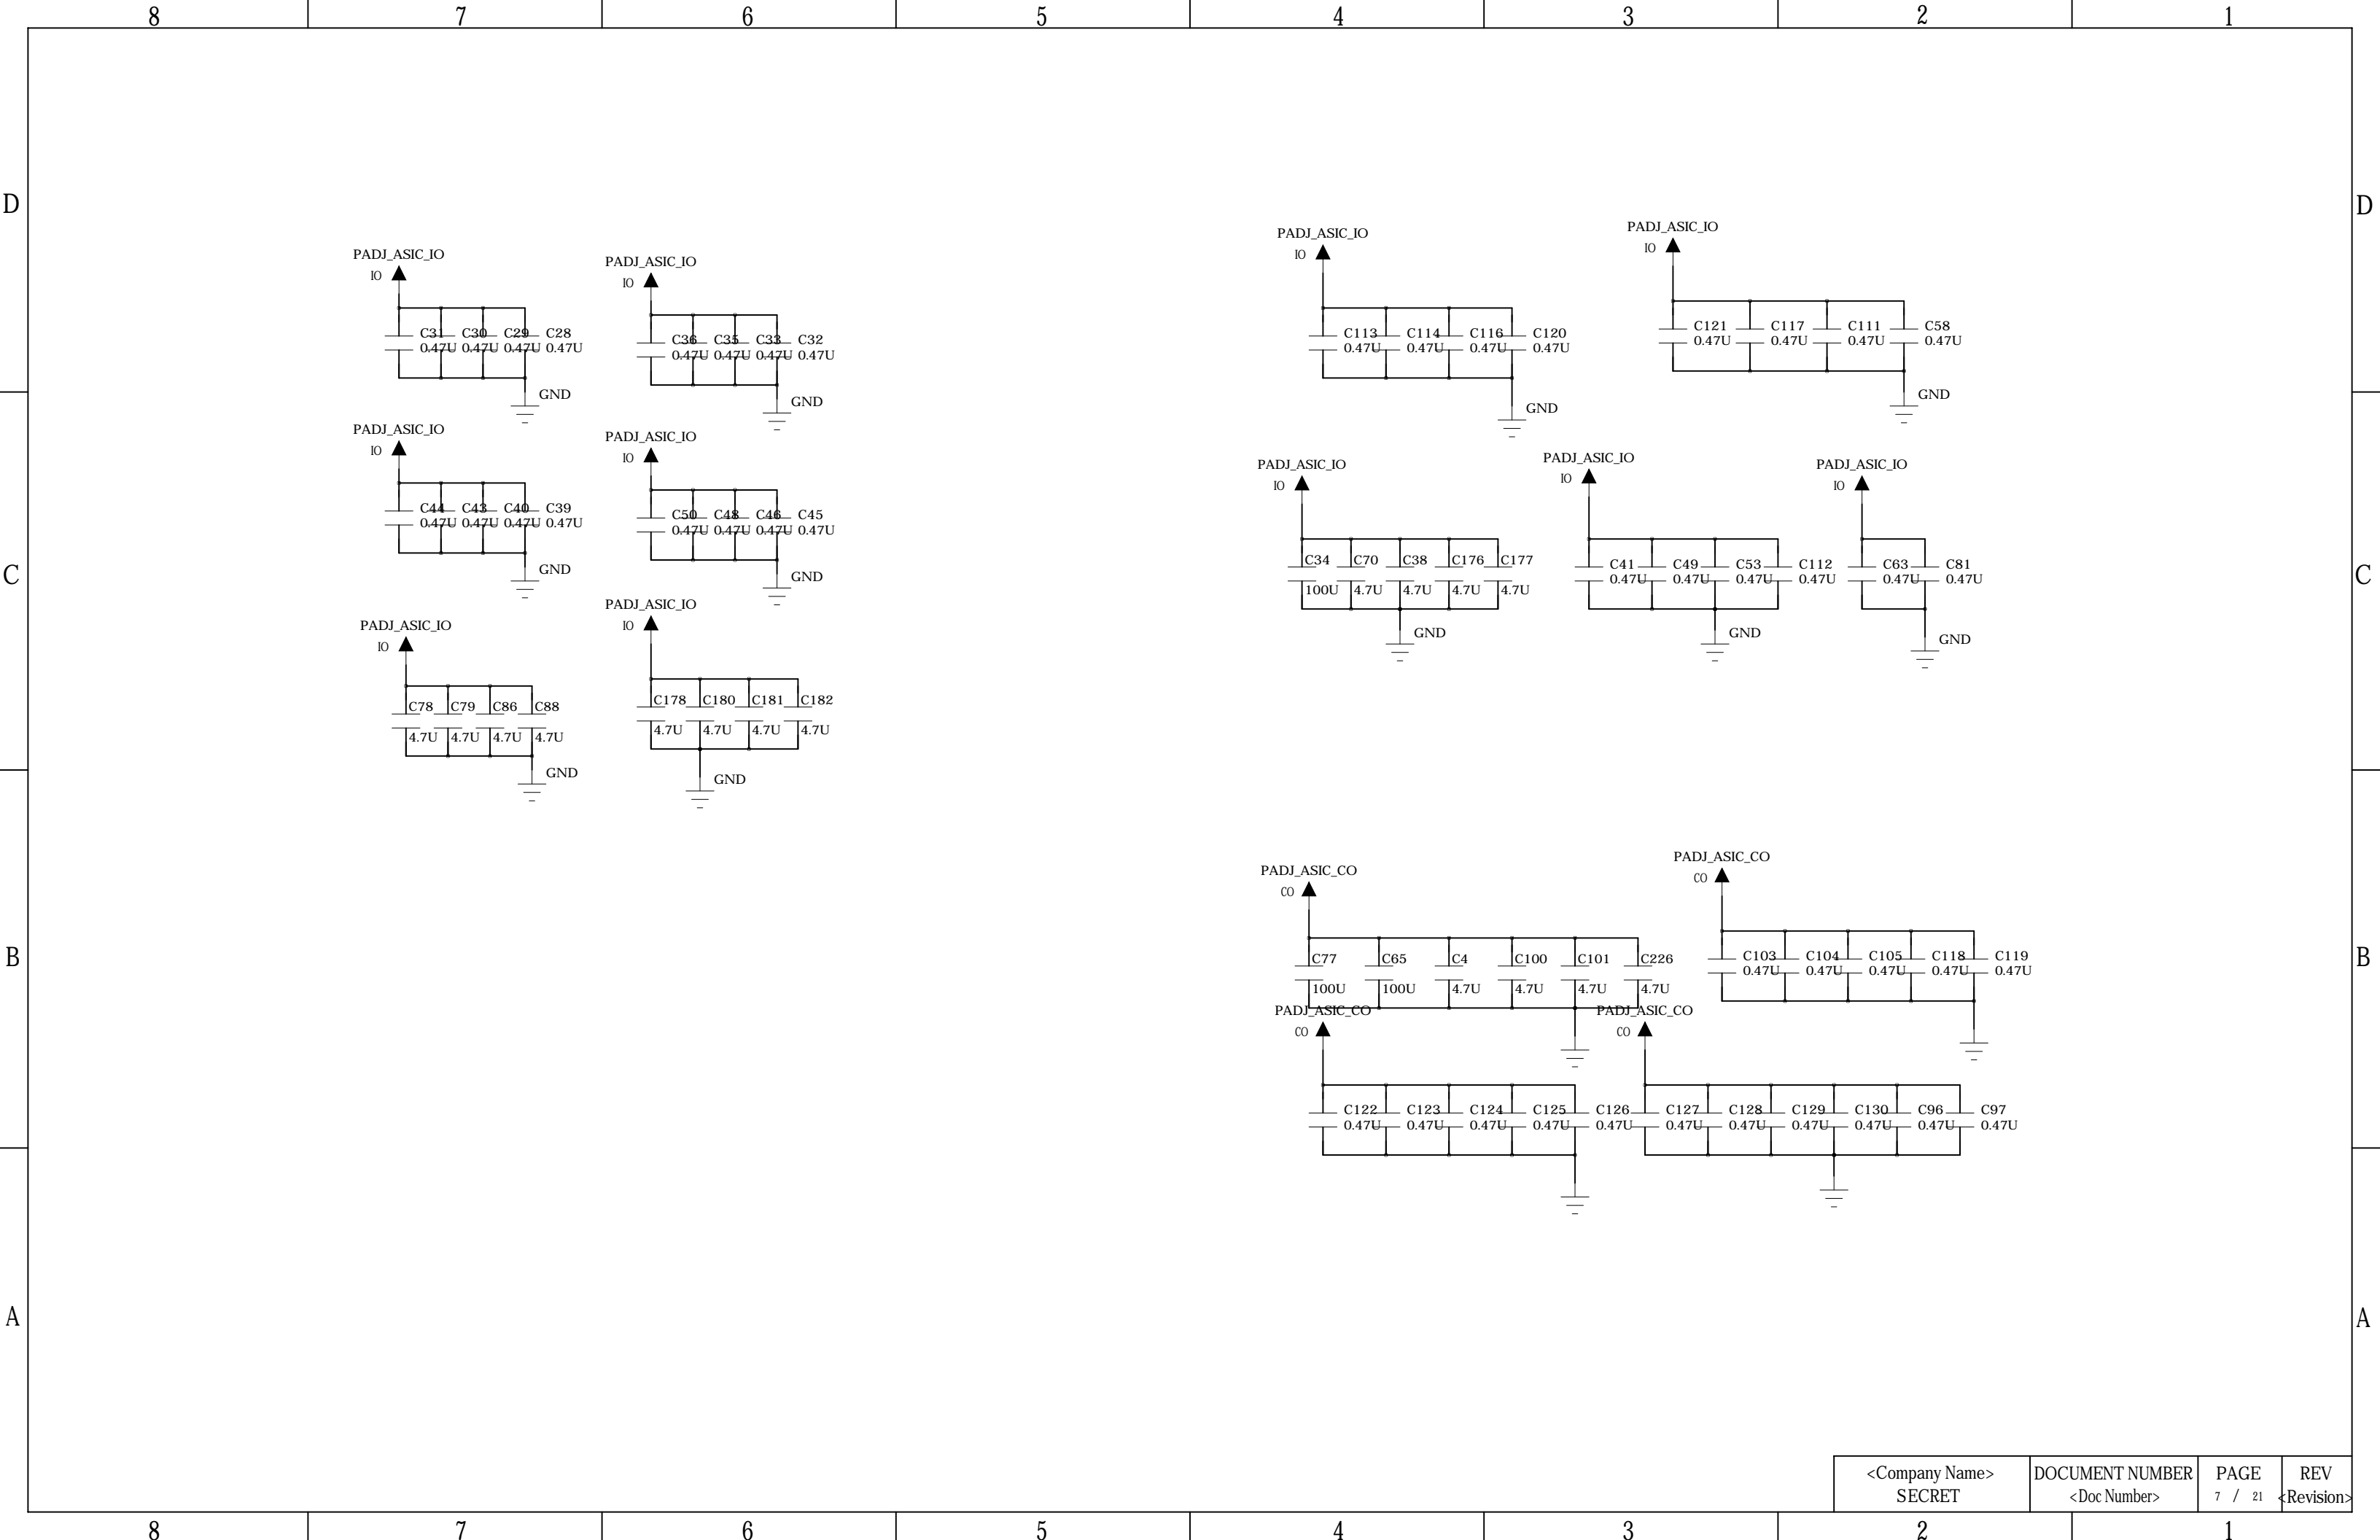 8 7 6 5 4 3 2 1
D D
PADJ_ASIC_IO
IO
C31 C30 C29 C28
0.47U 0.47U 0.47U 0.47U
GND
PADJ_ASIC_IO
IO
C36 C35 C33 C32
0.47U 0.47U 0.47U 0.47U
GND
PADJ_ASIC_IO
IO
C113 C114 C116 C120
0.47U 0.47U 0.47U 0.47U
GND
PADJ_ASIC_IO
IO
C121 C117 C111 C58
0.47U 0.47U 0.47U 0.47U
GND
C C
PADJ_ASIC_IO
IO
C44 C43 C40 C39
0.47U 0.47U 0.47U 0.47U
GND
PADJ_ASIC_IO
IO
C50 C48 C46 C45
0.47U 0.47U 0.47U 0.47U
GND
PADJ_ASIC_IO
IO
C34 C70 C38 C176 C177
100U 4.7U 4.7U 4.7U 4.7U
GND
PADJ_ASIC_IO
IO
C41 C49 C53 C112
0.47U 0.47U 0.47U 0.47U
GND
PADJ_ASIC_IO
IO
C63 C81
0.47U 0.47U
GND
PADJ_ASIC_IO
IO
C78 C79 C86 C88
4.7U 4.7U 4.7U 4.7U
GND
PADJ_ASIC_IO
IO
C178 C180 C181 C182
4.7U 4.7U 4.7U 4.7U
GND
B B
PADJ_ASIC_CO
CO
C77 C65 C4 C100 C101 C226
100U 100U 4.7U 4.7U 4.7U 4.7U
PADJ_ASIC_CO
CO
C103 C104 C105 C118 C119
0.47U 0.47U 0.47U 0.47U 0.47U
PADJ_ASIC_CO
CO
C122 C123 C124 C125 C126
0.47U 0.47U 0.47U 0.47U 0.47U
PADJ_ASIC_CO
CO
C127 C128 C129 C130 C96 C97
0.47U 0.47U 0.47U 0.47U 0.47U 0.47U
A A
<Company Name>
SECRET
DOCUMENT NUMBER
<Doc Number>
PAGE
7 / 21
REV
<Revision>
8 7 6 5 4 3 2 1